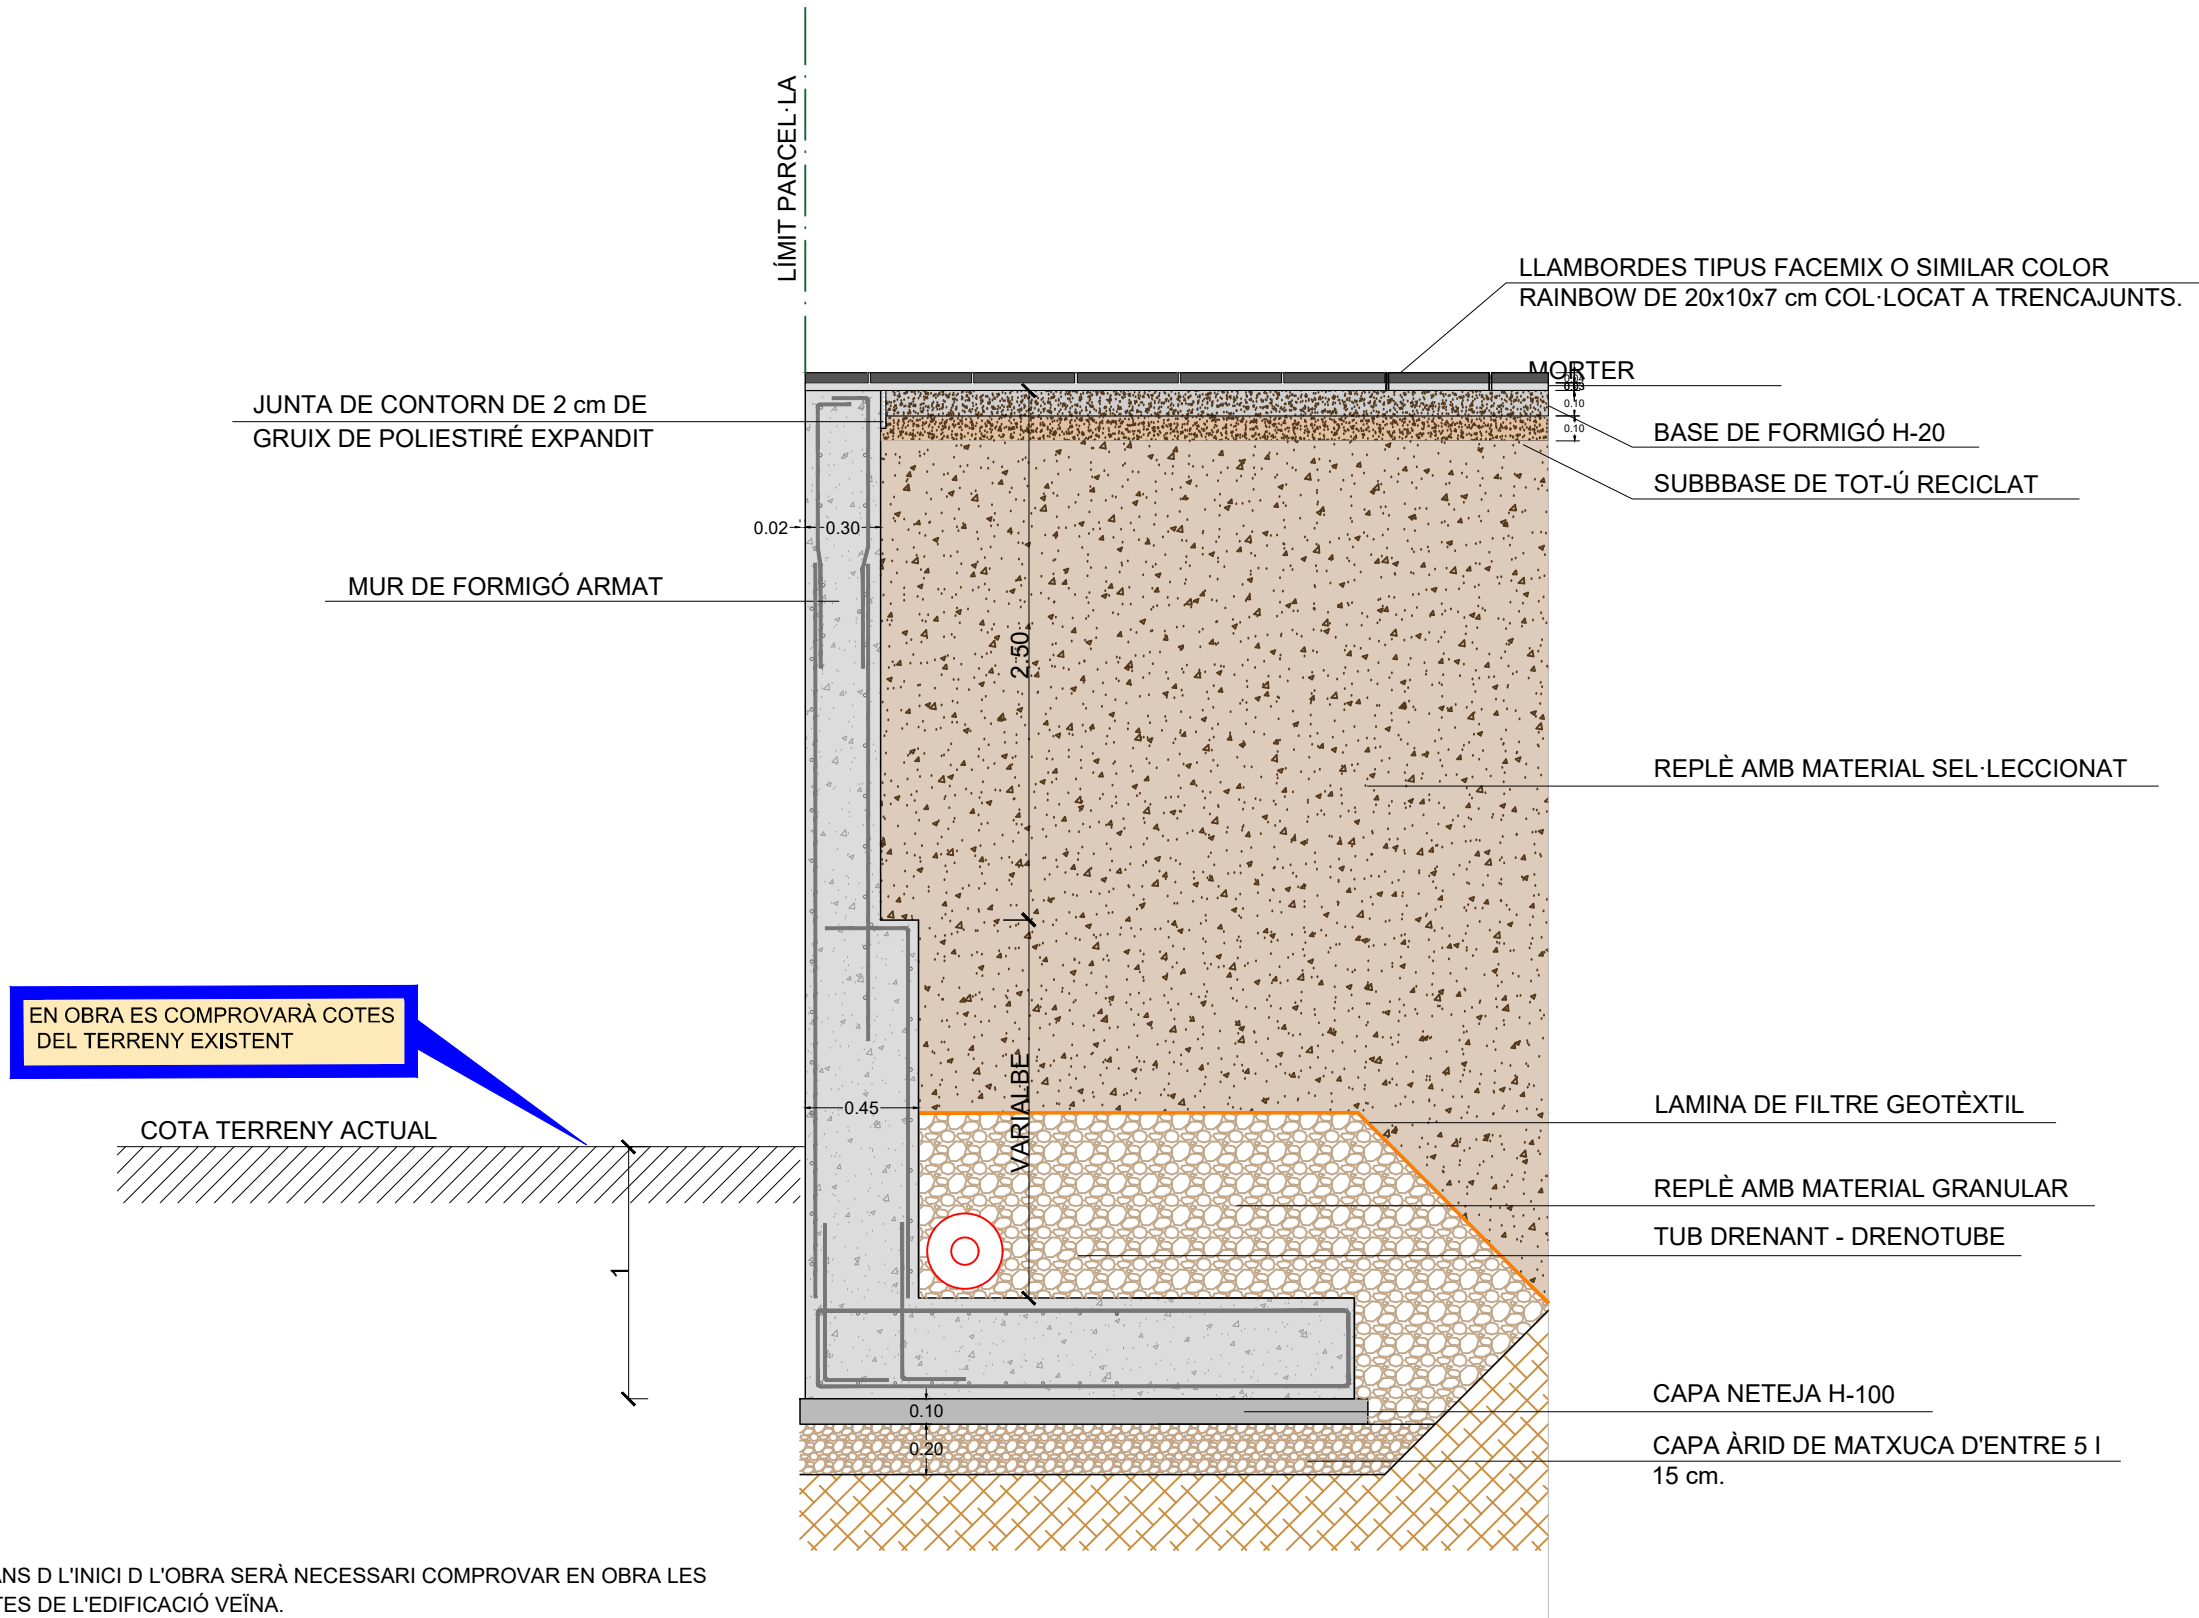 LÍMIT PARCEL·LA
LLAMBORDES TIPUS FACEMIX O SIMILAR COLOR
RAINBOW DE 20x10x7 cm COL·LOCAT A TRENCAJUNTS.
MORTER
JUNTA DE CONTORN DE 2 cm DE
GRUIX DE POLIESTIRÉ EXPANDIT
0.10
0.10
BASE DE FORMIGÓ H-20
SUBBBASE DE TOT-Ú RECICLAT
0.02
0.30
MUR DE FORMIGÓ ARMAT
2.50
REPLÈ AMB MATERIAL SEL·LECCIONAT
EN OBRA ES COMPROVARÀ COTES
DEL TERRENY EXISTENT
COTA TERRENY ACTUAL
0.45
VARIALBE
LAMINA DE FILTRE GEOTÈXTIL
REPLÈ AMB MATERIAL GRANULAR
TUB DRENANT - DRENOTUBE
1
CAPA NETEJA H-100
0.10
0.20
CAPA ÀRID DE MATXUCA D'ENTRE 5 I
15 cm.
D L'INICI D L'OBRA SERÀ NECESSARI COMPROVAR EN OBRA LES
DE L'EDIFICACIÓ VEÏNA.